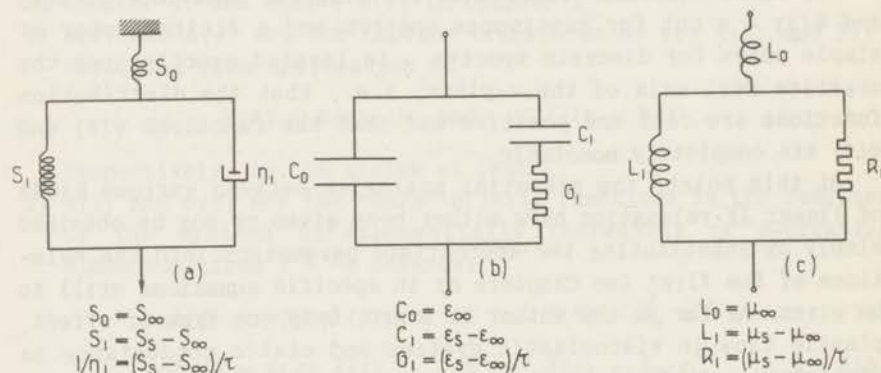 S₀
S₁
η₁
(a)
S₀ = S∞
S₁ = Sₛ – S∞
1/η₁ = (Sₛ – S∞)/τ
C₀
C₁
G₁
(b)
C₀ = ε∞
C₁ = εₛ – ε∞
G₁ = (εₛ – ε∞)/τ
L₀
L₁
R₁
(c)
L₀ = μ∞
L₁ = μₛ – μ∞
R₁ = (μₛ – μ∞)/τ